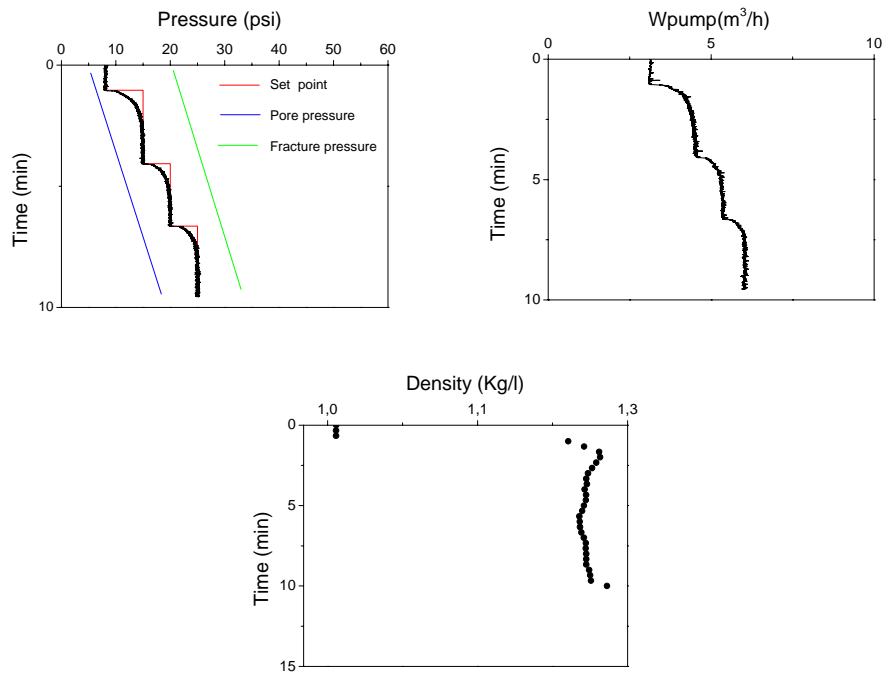 Pressure (psi)
0 10 20 30 40 50 60
0
10
Time (min)
Set point
Pore pressure
Fracture pressure
Wpump(m³/h)
0 5 10
0
5
10
Time (min)
Density (Kg/l)
1,0 1,1 1,3
0
5
10
15
Time (min)